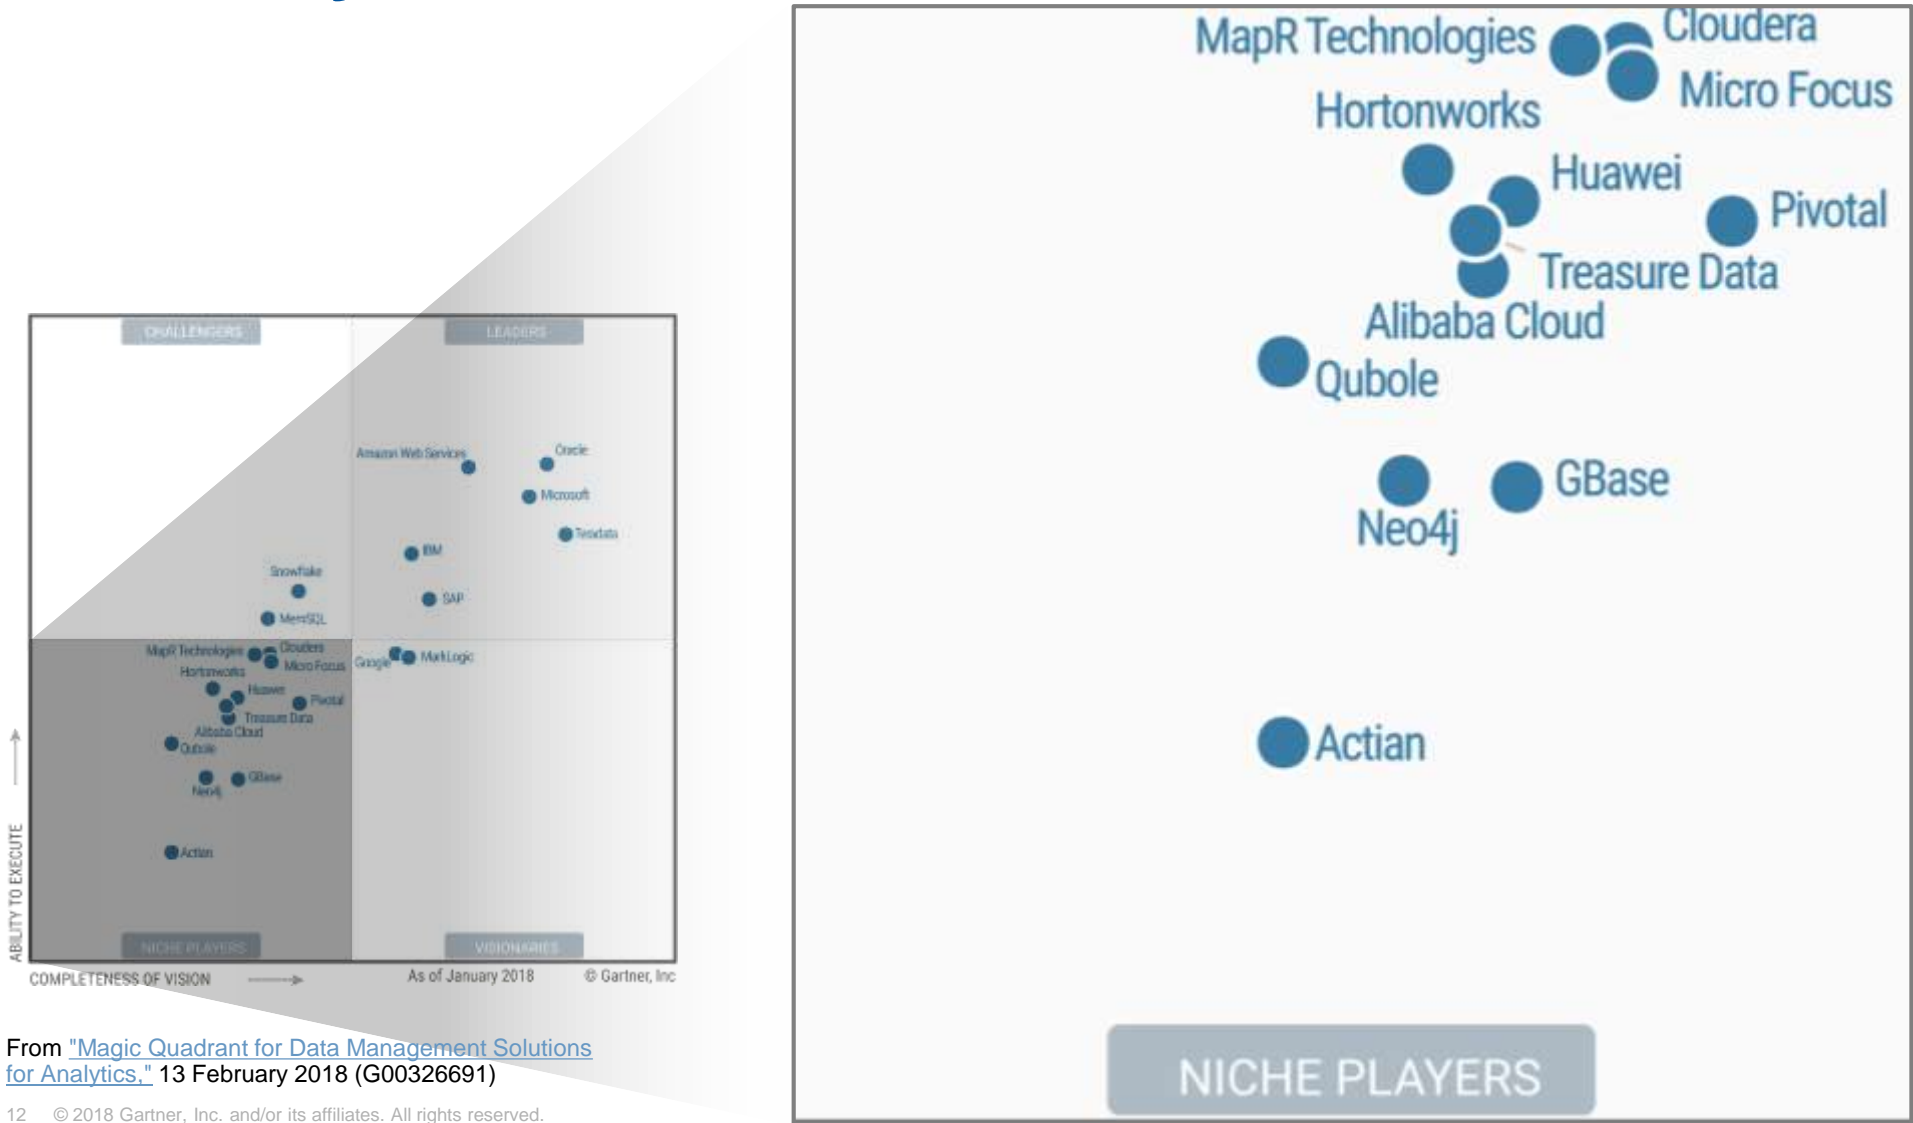 CHALLENGERS
LEADERS
Amazon Web Services
Oracle
Microsoft
Teradata
IBM
SAP
Snowflake
MemSQL
MapR Technologies
Cloudera
Micro Focus
Hortonworks
Huawei
Pivotal
Treasure Data
Alibaba Cloud
Qubole
Neo4j
GBase
Actian
Google
MarkLogic
NICHE PLAYERS
VISIONARIES
ABILITY TO EXECUTE
COMPLETENESS OF VISION
As of January 2018
© Gartner, Inc
MapR Technologies
Cloudera
Micro Focus
Hortonworks
Huawei
Pivotal
Treasure Data
Alibaba Cloud
Qubole
Neo4j
GBase
Actian
NICHE PLAYERS
From "Magic Quadrant for Data Management Solutions
for Analytics," 13 February 2018 (G00326691)
12 © 2018 Gartner, Inc. and/or its affiliates. All rights reserved.